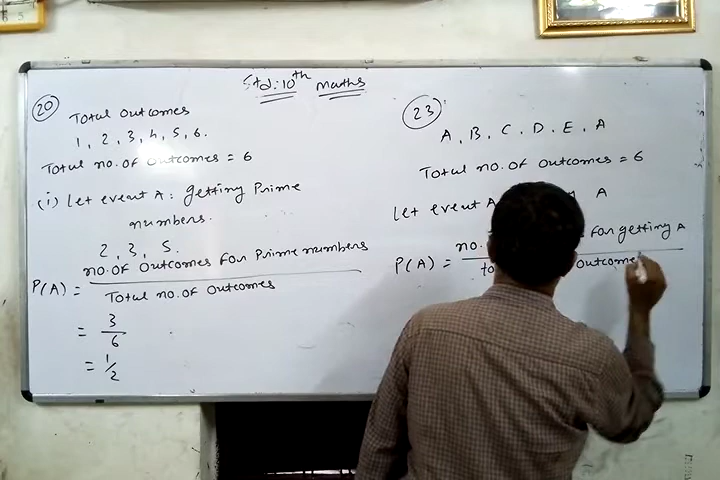 Std: 10th Maths
20
Total Outcomes
1, 2, 3, 4, 5, 6.
Total no. of Outcomes = 6
(i) Let event A: getting Prime
numbers.
2, 3, 5.
P(A) = no. of Outcomes for Prime numbers
Total no. of Outcomes
= 3
6
= 1/2
23
A, B, C, D, E, A
Total no. of Outcomes = 6
Let event A A
P(A) = no. for getting A
Outcomes